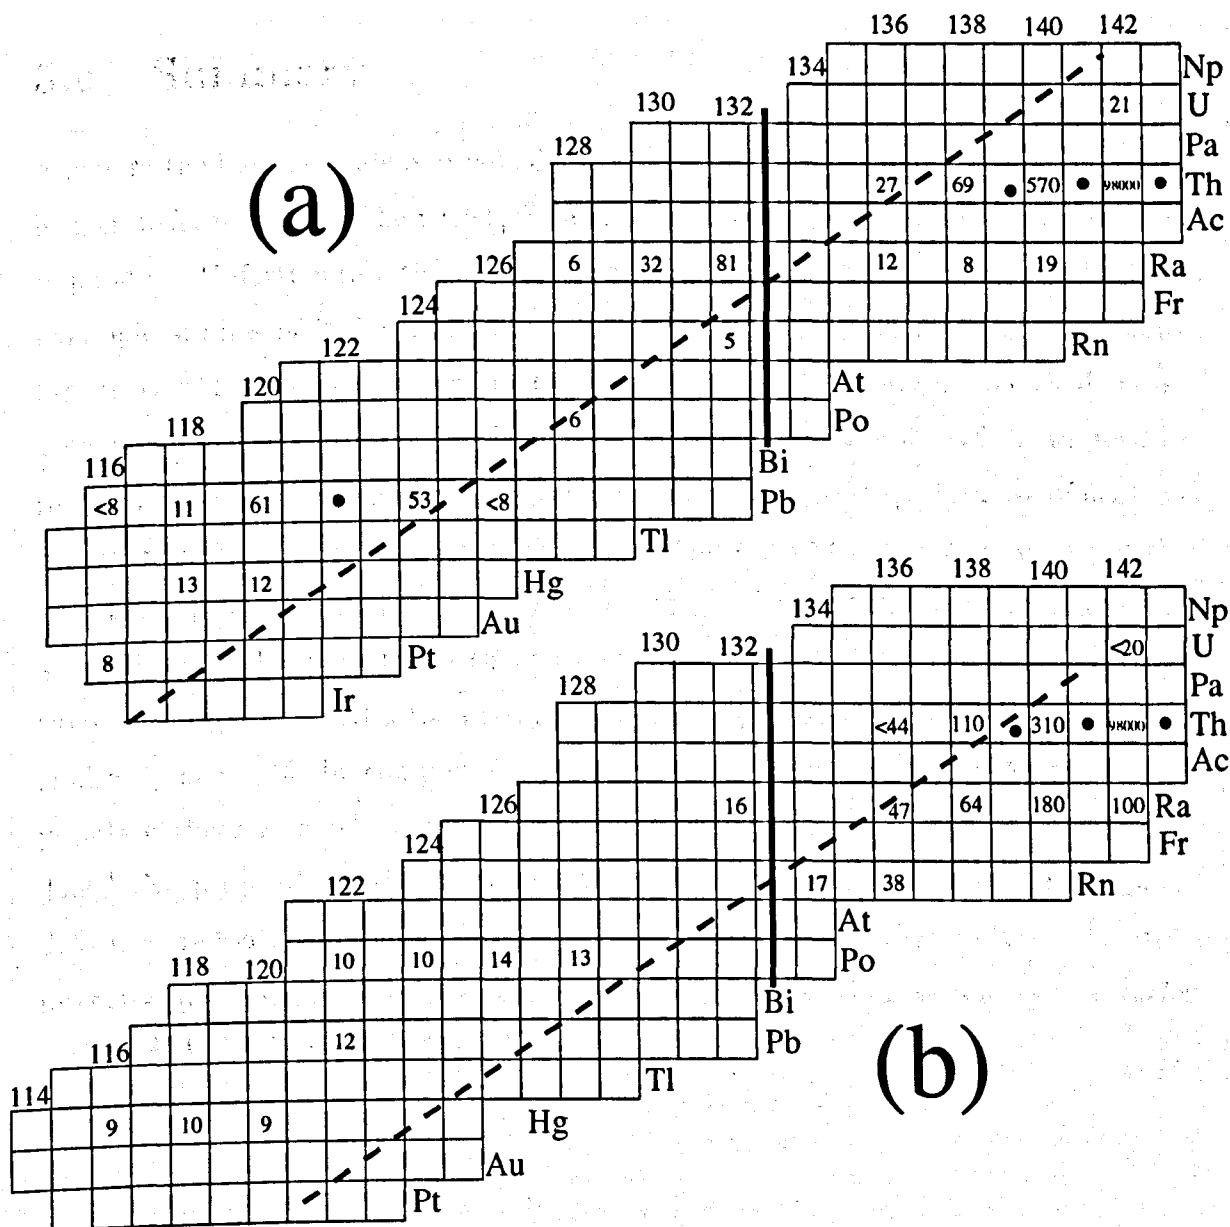 136 138 140 142
134 Np
21 U
130 132 Pa
128 27 69 570 98000 Th
(a) Ac
126 6 32 81 12 8 19 Ra
124 Fr
5 Rn
122 At
120 6 Po
118 Bi
116 <8 11 61 53 <8 Pb
Tl
13 12 Hg
Au
8 Pt
Ir
136 138 140 142
134 Np
130 132 <20 U
128 Pa
<44 110 310 98000 Th
Ac
126 16 47 64 180 100 Ra
124 Fr
122 17 38 Rn
At
118 120 10 10 14 13 Po
Bi
116 12 Pb
(b)
114 Tl
9 10 9 Hg
Au
Pt